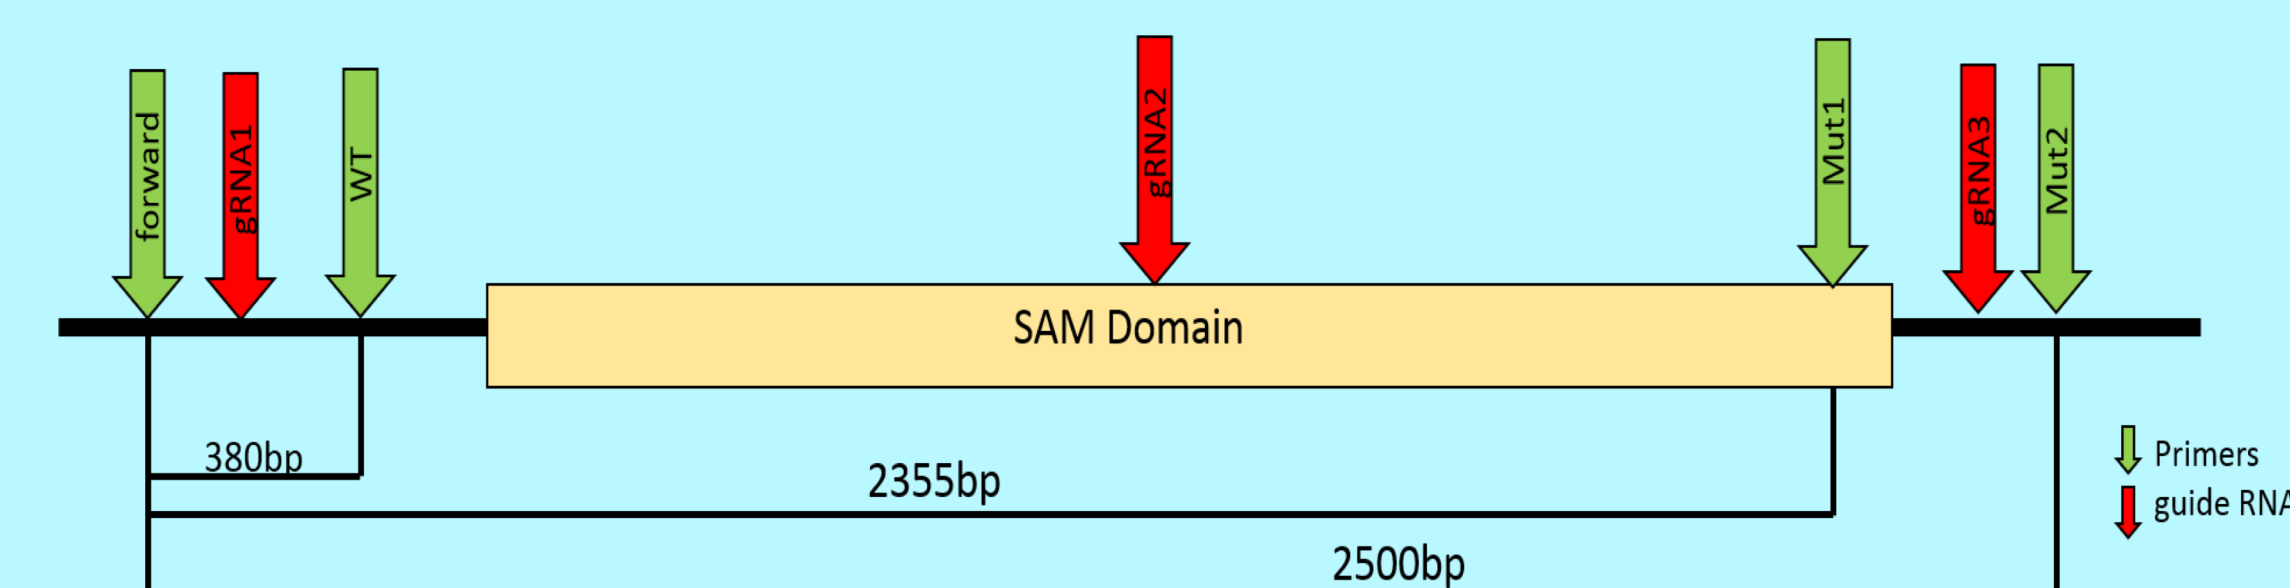 forward
gRNA1
WT
gRNA2
Mut1
gRNA3
Mut2
SAM Domain
380bp
2355bp
2500bp
Primers
guide RNA